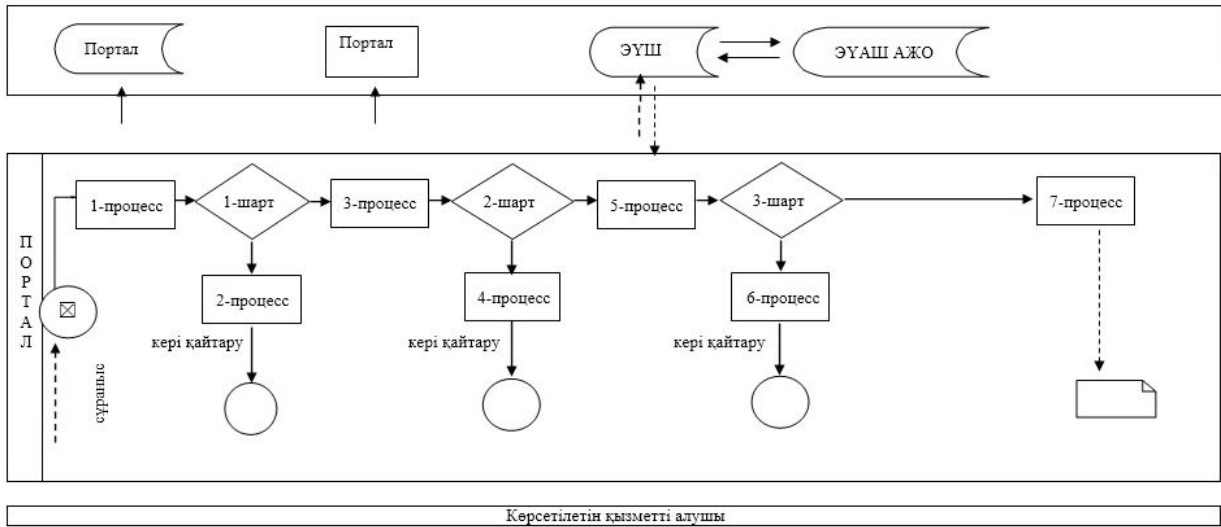 Портал
Портал
ЭҮШ
ЭҮАШ АЖО
ПОРТАЛ
1-процесс
1-шарт
3-процесс
2-шарт
5-процесс
3-шарт
7-процесс
2-процесс
4-процесс
6-процесс
кері қайтару
кері қайтару
кері қайтару
сұраныс
Көрсетілетін қызметті алушы